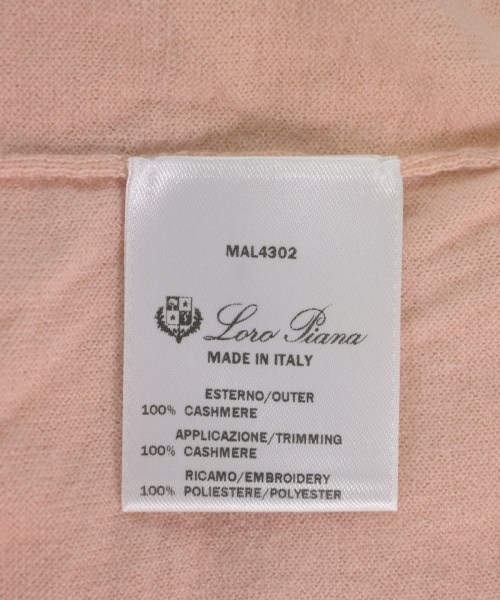 MAL4302
Loro Piana
MADE IN ITALY
ESTERNO/OUTER
100% CASHMERE
APPLICAZIONE/TRIMMING
100% CASHMERE
RICAMO/EMBROIDERY
100% POLIESTERE/POLYESTER